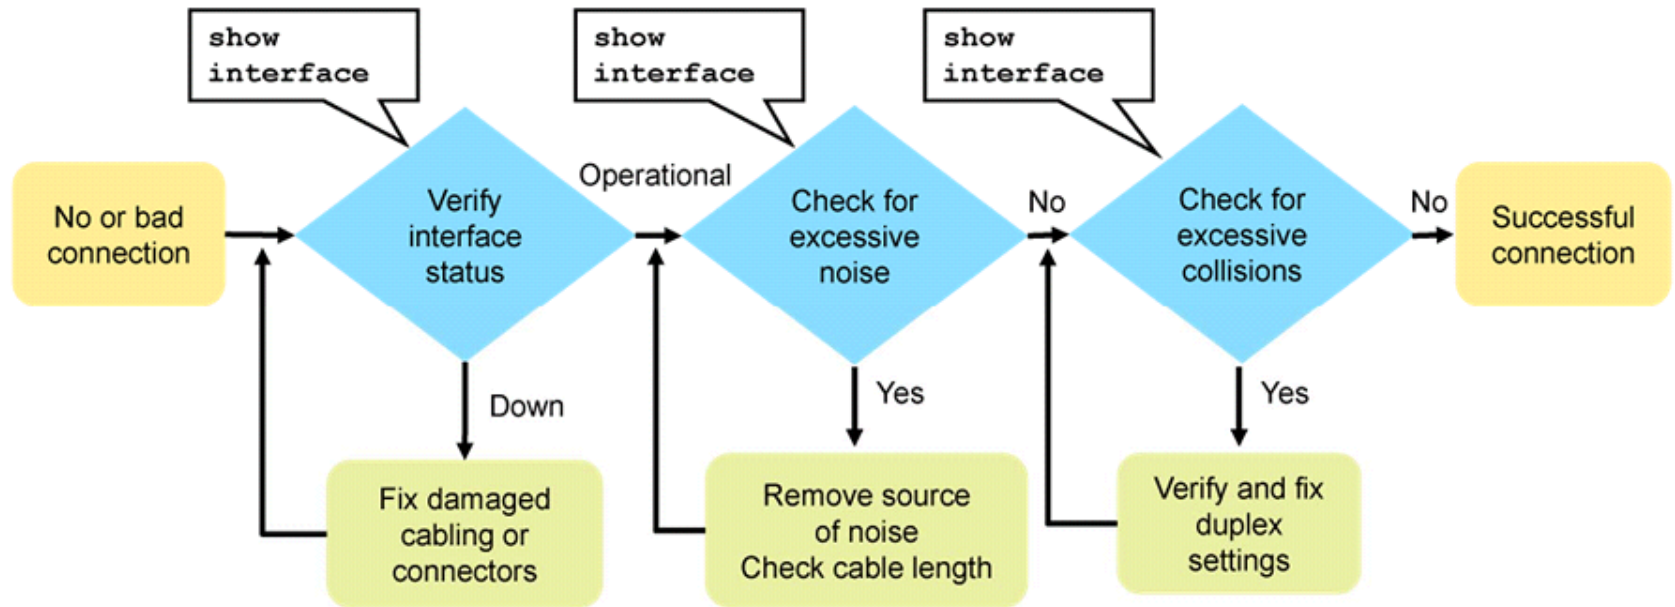 show
interface
show
interface
show
interface
No or bad
connection
Verify
interface
status
Operational
Check for
excessive
noise
No
Check for
excessive
collisions
No
Successful
connection
Down
Yes
Yes
Fix damaged
cabling or
connectors
Remove source
of noise
Check cable length
Verify and fix
duplex
settings